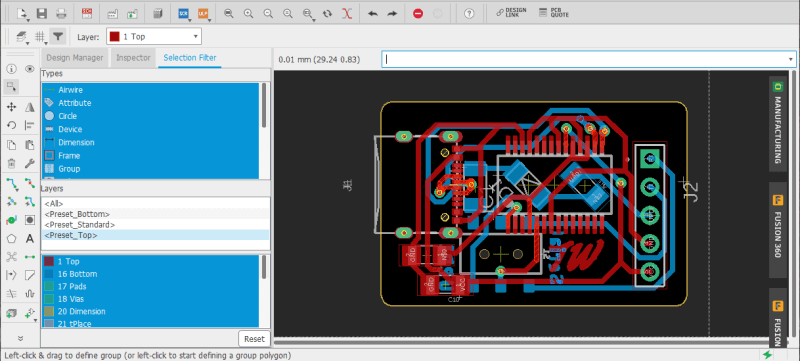 SCR
ULP
DESIGN
LINK
PCB
QUOTE
Layer:
1 Top
Design Manager
Inspector
Selection Filter
0.01 mm (29.24 0.83)
Types
Airwire
Attribute
Circle
Device
Dimension
Frame
Group
Layers
<All>
<Preset_Bottom>
<Preset_Standard>
<Preset_Top>
1 Top
16 Bottom
17 Pads
18 Vias
20 Dimension
21 tPlace
Reset
MANUFACTURING
FUSION 360
FUSION
J2
GND
Left-click & drag to define group (or left-click to start defining a group polygon)